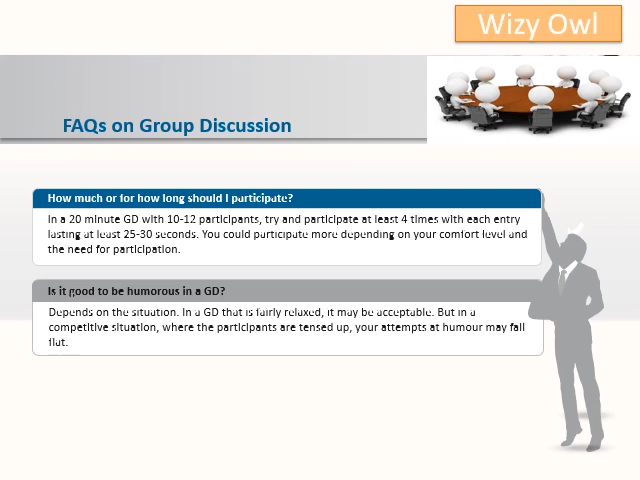 Wizy Owl
FAQs on Group Discussion
How much or for how long should I participate?
In a 20 minute GD with 10-12 participants, try and participate at least 4 times with each entry
lasting at least 25-30 seconds. You could participate more depending on your comfort level and
the need for participation.
Is it good to be humorous in a GD?
Depends on the situation. In a GD that is fairly relaxed, it may be acceptable. But in a
competitive situation, where the participants are tensed up, your attempts at humour may fall
flat.